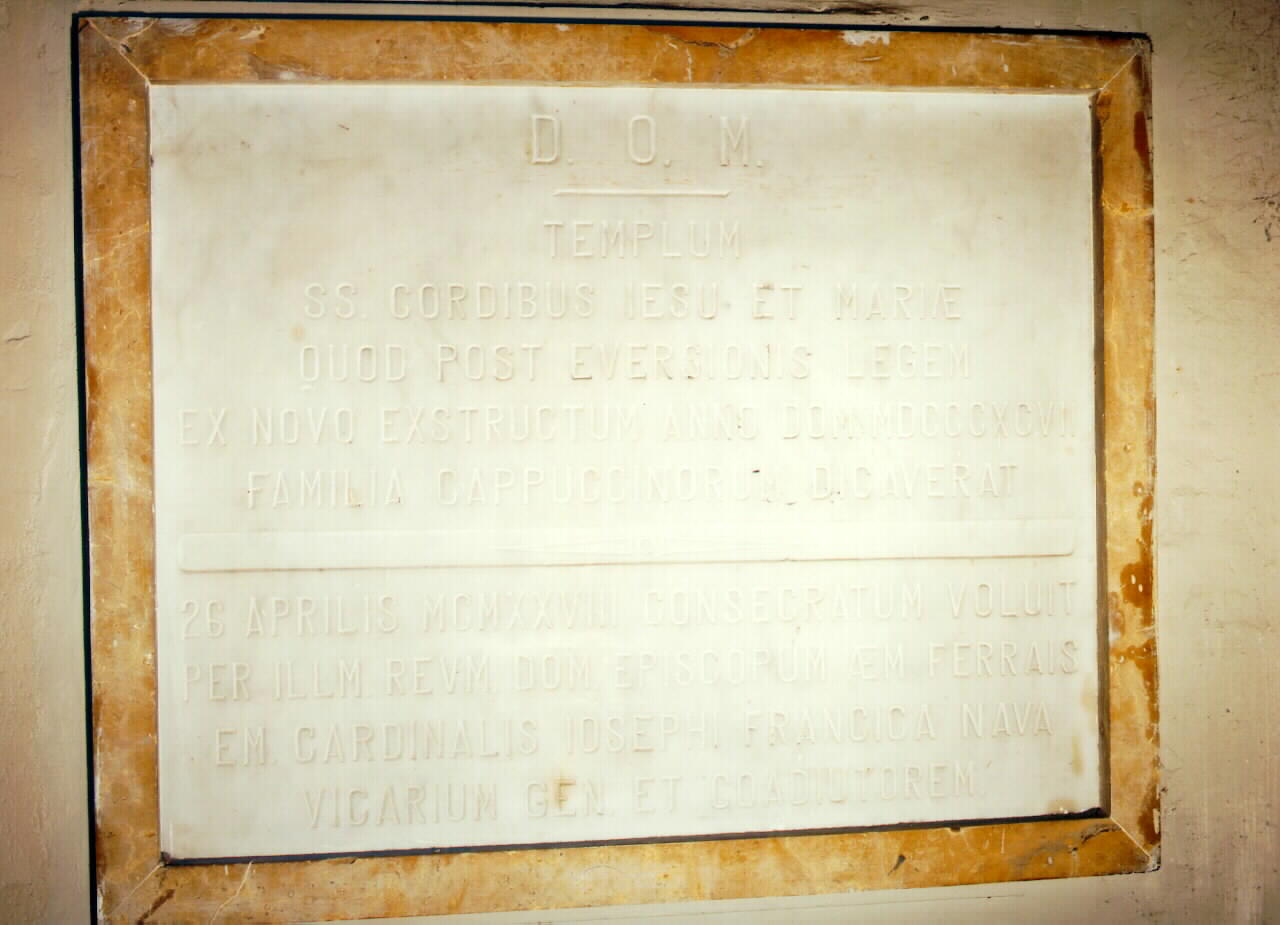 D. O. M.
TEMPLUM
SS. CORDIBUS IESU ET MARIÆ
QUOD POST EVERSIONIS LEGEM
EX NOVO EXSTRUCTUM ANNO DOM.
FAMILIA CAPPUCCINORUM DICAVERAT
26 APRILIS MCMXXVIII CONSECRATUM VOLUIT
PER ILLM. REVM. DOM. EPISCOPUM ÆM. FERRAIS
EM. CARDINALIS IOSEPHI FRANCICA NAVA
VICARIUM GEN. ET COADIUTOREM.